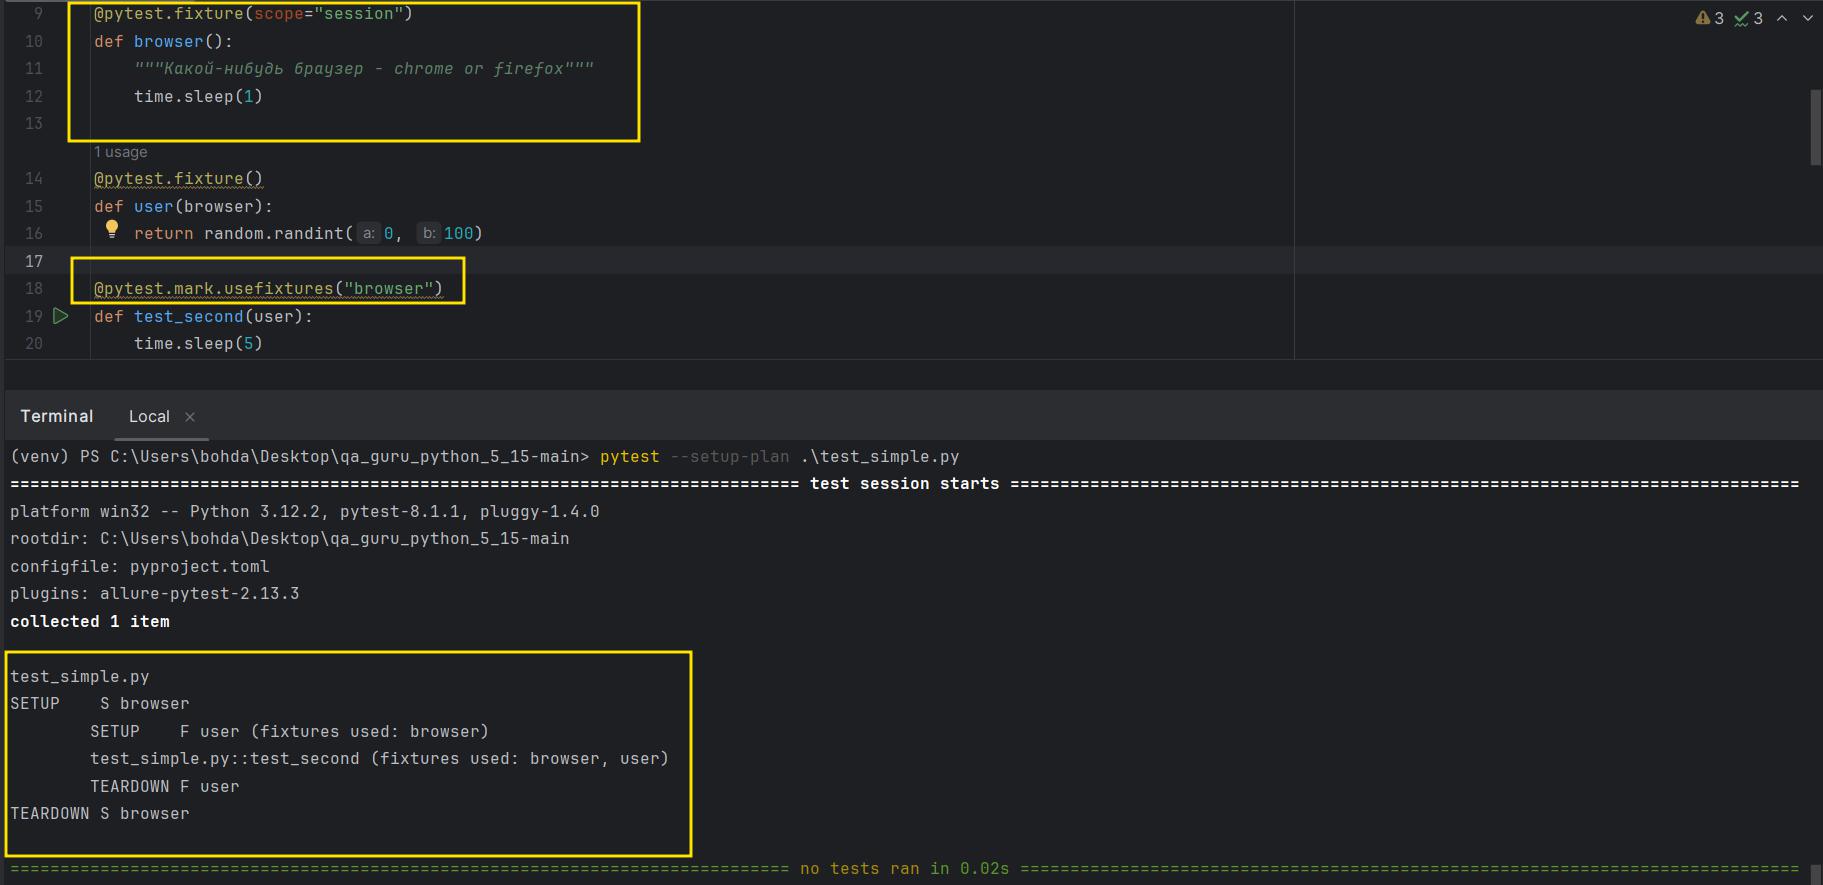 9 @pytest.fixture(scope="session")
3 3
10 def browser():
11 """Какой-нибудь браузер - chrome or firefox"""
12 time.sleep(1)
13
1 usage
14 @pytest.fixture()
15 def user(browser):
16 return random.randint( a: 0, b: 100)
17
18 @pytest.mark.usefixtures("browser")
19 def test_second(user):
20 time.sleep(5)
Terminal Local ×
(venv) PS C:\Users\bohda\Desktop\qa_guru_python_5_15-main> pytest --setup-plan .\test_simple.py
=============================================================================== test session starts ===============================================================================
platform win32 -- Python 3.12.2, pytest-8.1.1, pluggy-1.4.0
rootdir: C:\Users\bohda\Desktop\qa_guru_python_5_15-main
configfile: pyproject.toml
plugins: allure-pytest-2.13.3
collected 1 item
test_simple.py
SETUP    S browser
        SETUP    F user (fixtures used: browser)
        test_simple.py::test_second (fixtures used: browser, user)
        TEARDOWN F user
TEARDOWN S browser
============================================================================== no tests ran in 0.02s ==============================================================================